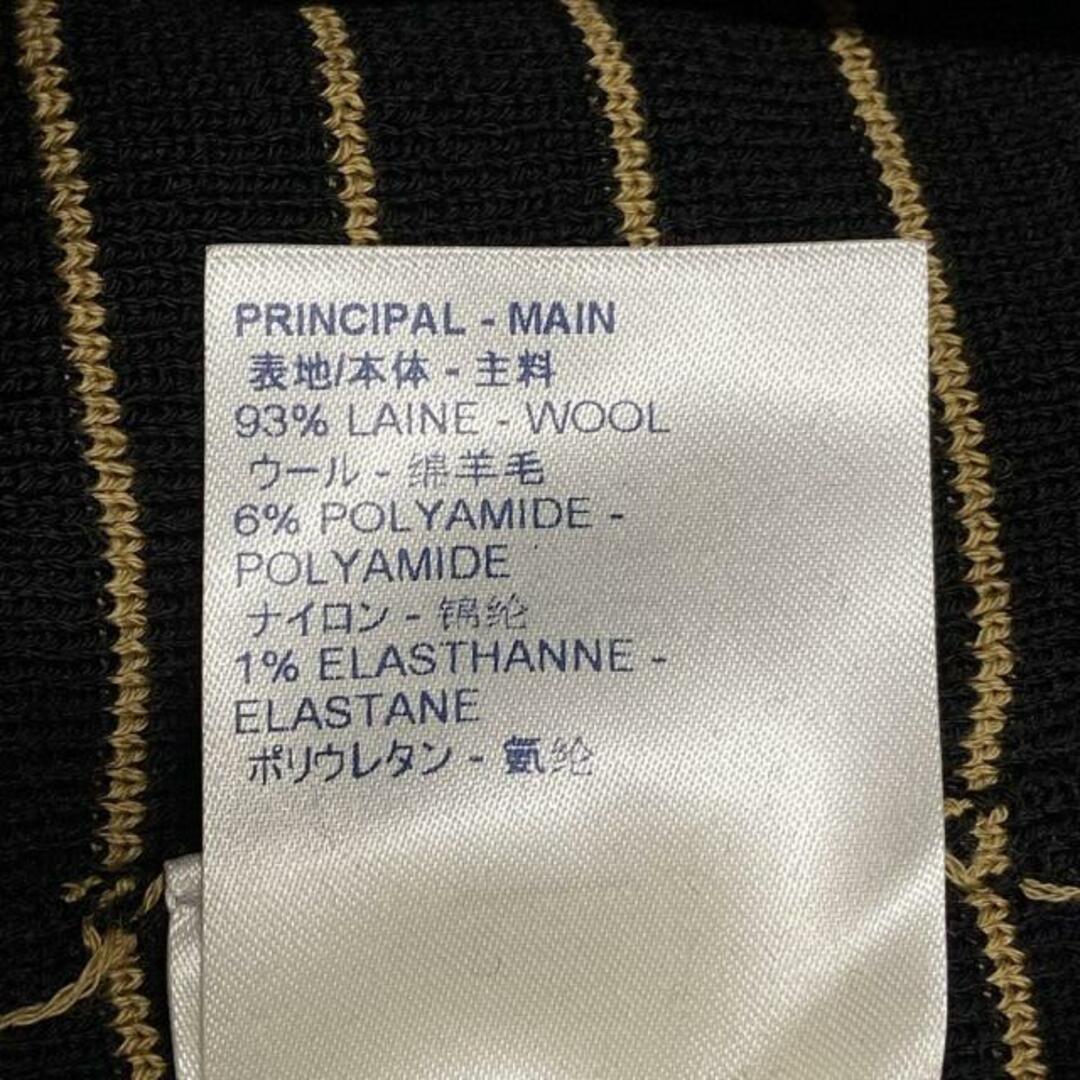 PRINCIPAL - MAIN
表地/本体 - 主料
93% LAINE - WOOL
ウール - 绵羊毛
6% POLYAMIDE -
POLYAMIDE
ナイロン - 锦纶
1% ELASTHANNE -
ELASTANE
ポリウレタン - 氨纶